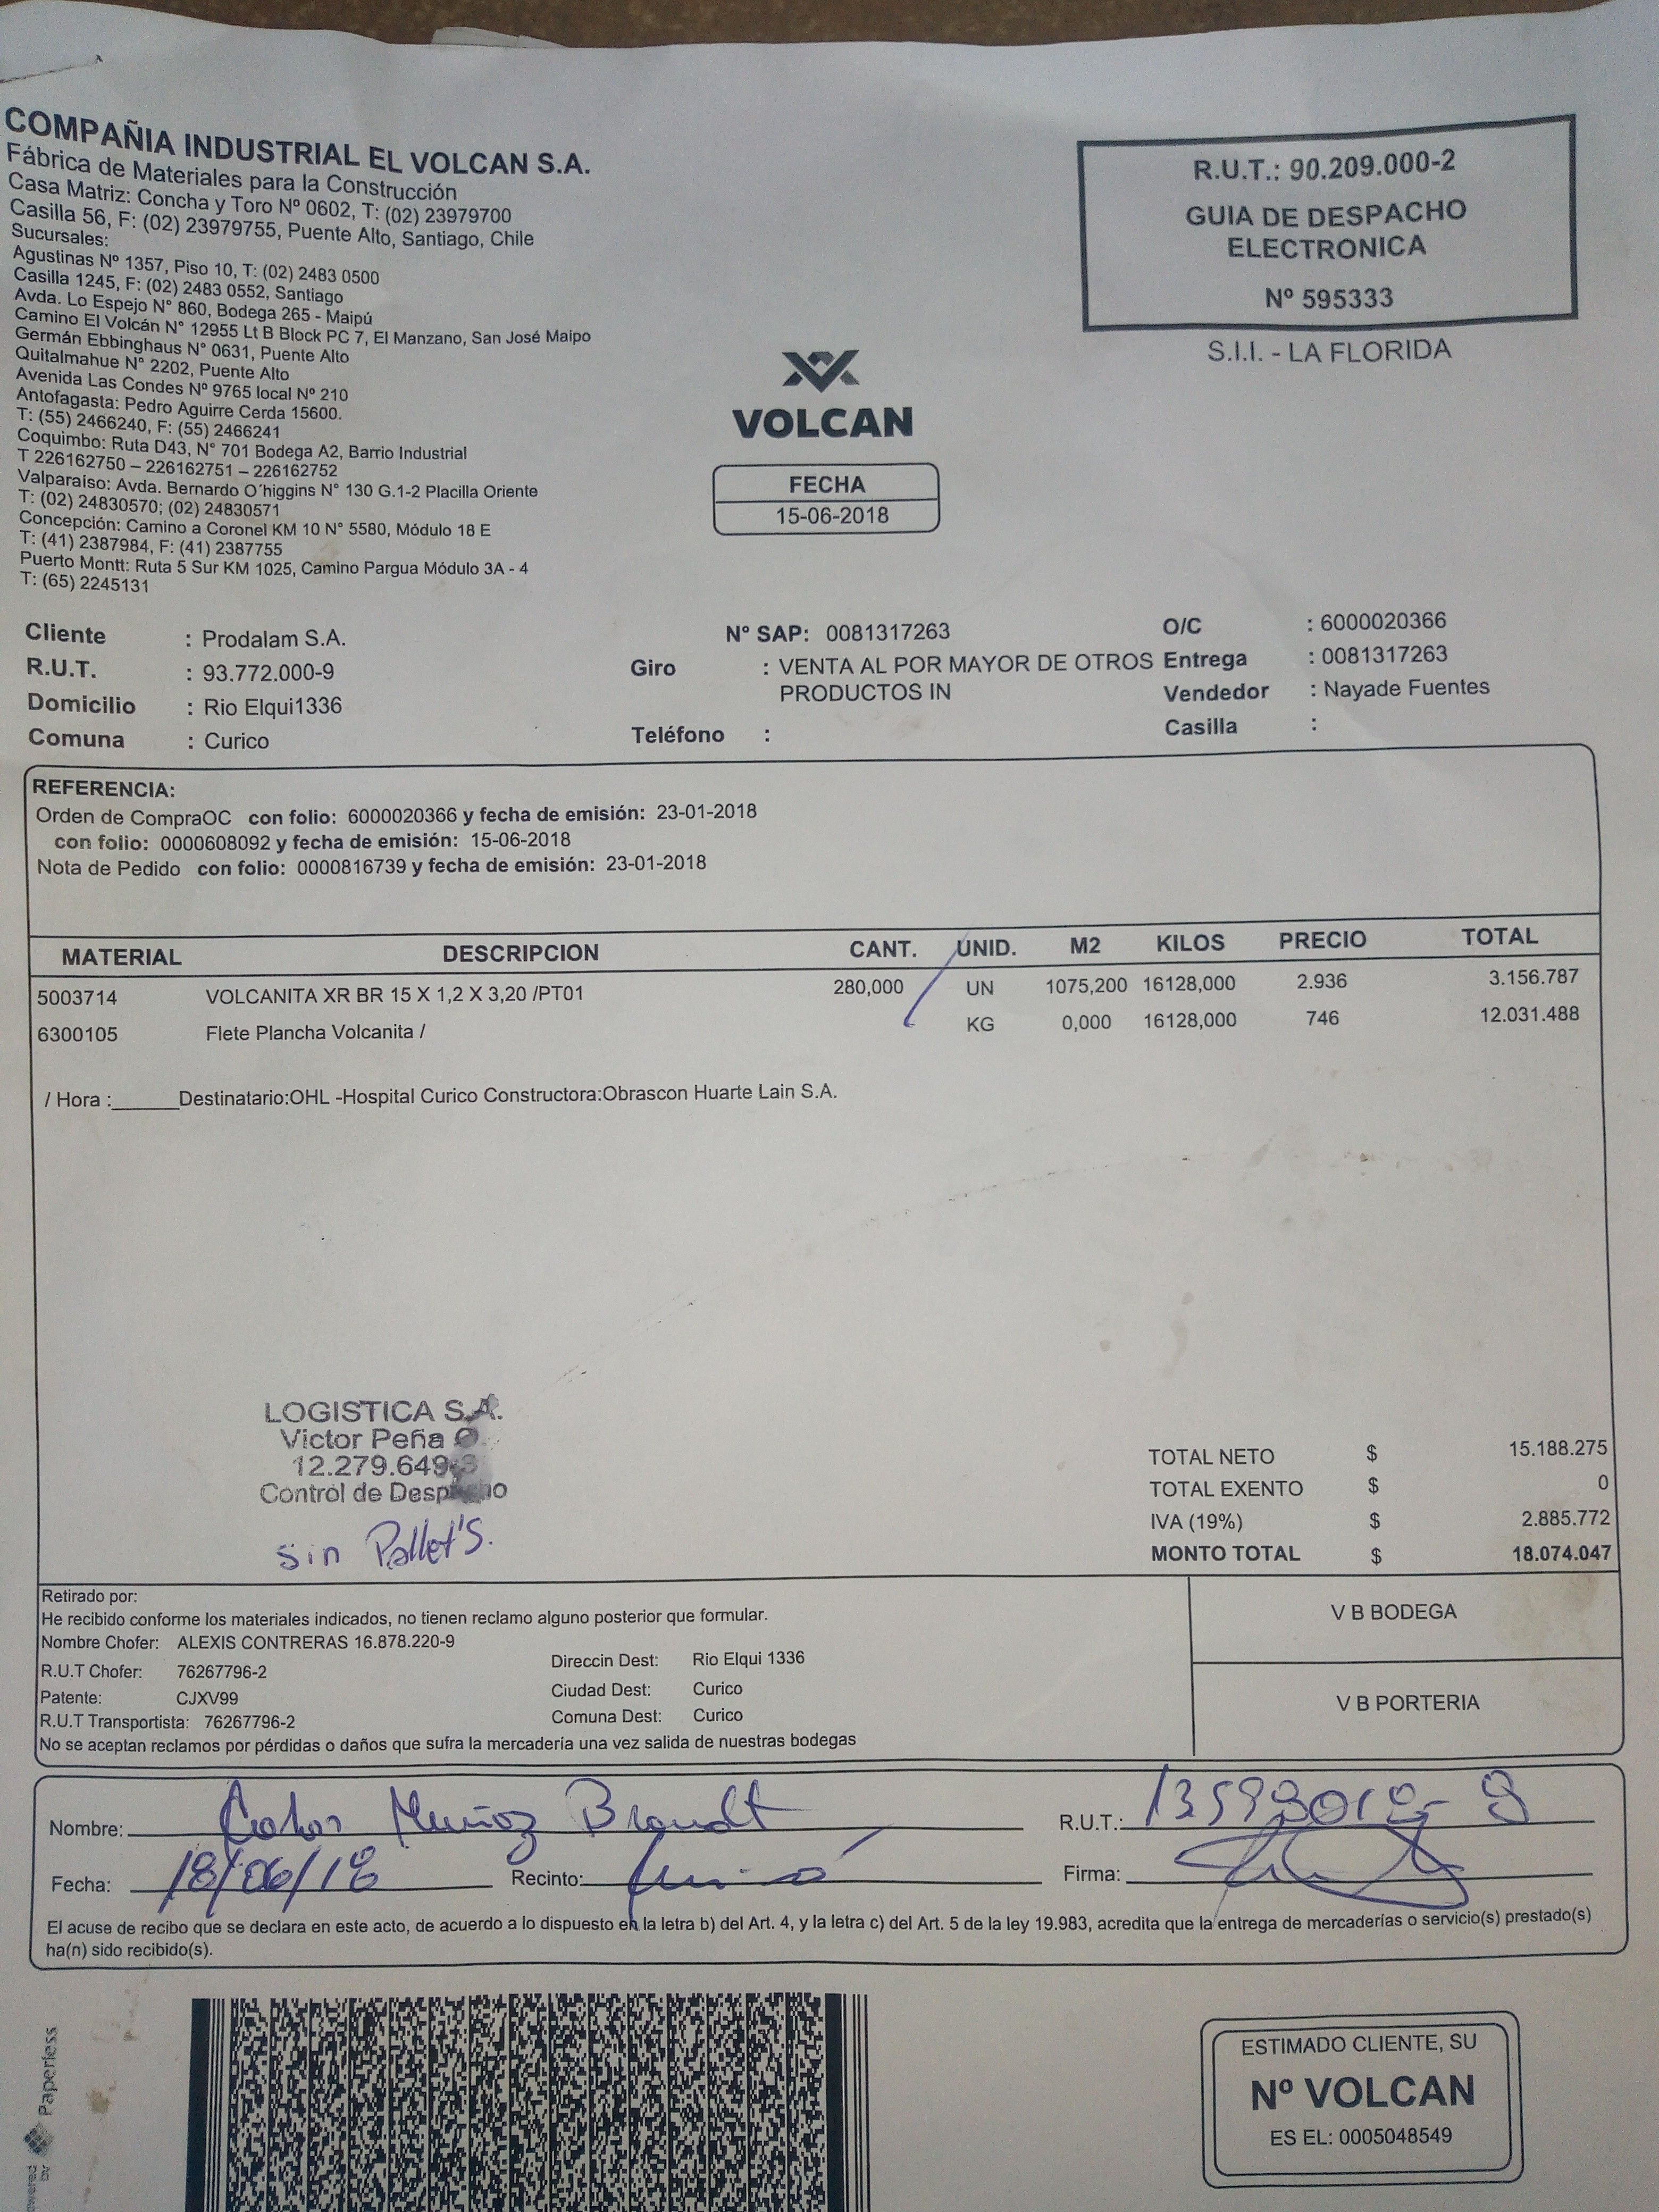 COMPAÑIA INDUSTRIAL EL VOLCAN S.A.
Fábrica de Materiales para la Construcción
Casa Matriz: Concha y Toro Nº 0602, T: (02) 23979700
Casilla 56, F: (02) 23979755, Puente Alto, Santiago, Chile
Sucursales:
Agustinas Nº 1357, Piso 10, T: (02) 2483 0500
Casilla 1245, F: (02) 2483 0552, Santiago
Avda. Lo Espejo N° 860, Bodega 265 - Maipú
Camino El Volcán N° 12955 Lt B Block PC 7, El Manzano, San José Maipo
Germán Ebbinghaus N° 0631, Puente Alto
Quitalmahue N° 2202, Puente Alto
Avenida Las Condes Nº 9765 local Nº 210
Antofagasta: Pedro Aguirre Cerda 15600.
T: (55) 2466240, F: (55) 2466241
Coquimbo: Ruta D43, N° 701 Bodega A2, Barrio Industrial
T 226162750 – 226162751 – 226162752
Valparaíso: Avda. Bernardo O´higgins N° 130 G.1-2 Placilla Oriente
T: (02) 24830570; (02) 24830571
Concepción: Camino a Coronel KM 10 N° 5580, Módulo 18 E
T: (41) 2387984, F: (41) 2387755
Puerto Montt: Ruta 5 Sur KM 1025, Camino Pargua Módulo 3A - 4
T: (65) 2245131
R.U.T.: 90.209.000-2
GUIA DE DESPACHO
ELECTRONICA
Nº 595333
S.I.I. - LA FLORIDA
VOLCAN
FECHA
15-06-2018
Cliente : Prodalam S.A. N° SAP: 0081317263 O/C : 6000020366
R.U.T. : 93.772.000-9 Giro : VENTA AL POR MAYOR DE OTROS Entrega : 0081317263
PRODUCTOS IN
Domicilio : Rio Elqui1336 Vendedor : Nayade Fuentes
Comuna : Curico Teléfono : Casilla :
REFERENCIA:
Orden de CompraOC con folio: 6000020366 y fecha de emisión: 23-01-2018
con folio: 0000608092 y fecha de emisión: 15-06-2018
Nota de Pedido con folio: 0000816739 y fecha de emisión: 23-01-2018
MATERIAL DESCRIPCION CANT. UNID. M2 KILOS PRECIO TOTAL
5003714 VOLCANITA XR BR 15 X 1,2 X 3,20 /PT01 280,000 UN 1075,200 16128,000 2.936 3.156.787
6300105 Flete Plancha Volcanita / KG 0,000 16128,000 746 12.031.488
/ Hora :______Destinatario:OHL -Hospital Curico Constructora:Obrascon Huarte Lain S.A.
LOGISTICA S.A.
Victor Peña
12.279.649-3
Control de Despacho
sin Pallet's.
TOTAL NETO $ 15.188.275
TOTAL EXENTO $ 0
IVA (19%) $ 2.885.772
MONTO TOTAL $ 18.074.047
Retirado por:
He recibido conforme los materiales indicados, no tienen reclamo alguno posterior que formular.
Nombre Chofer: ALEXIS CONTRERAS 16.878.220-9
R.U.T Chofer: 76267796-2 Direccin Dest: Rio Elqui 1336
Patente: CJXV99 Ciudad Dest: Curico
R.U.T Transportista: 76267796-2 Comuna Dest: Curico
No se aceptan reclamos por pérdidas o daños que sufra la mercadería una vez salida de nuestras bodegas
V B BODEGA
V B PORTERIA
Nombre: Carlos Muñoz Brandt R.U.T.:
Fecha: 18/06/18 Recinto: Firma:
El acuse de recibo que se declara en este acto, de acuerdo a lo dispuesto en la letra b) del Art. 4, y la letra c) del Art. 5 de la ley 19.983, acredita que la entrega de mercaderías o servicio(s) prestado(s)
ha(n) sido recibido(s).
by Paperless
ESTIMADO CLIENTE, SU
Nº VOLCAN
ES EL: 0005048549